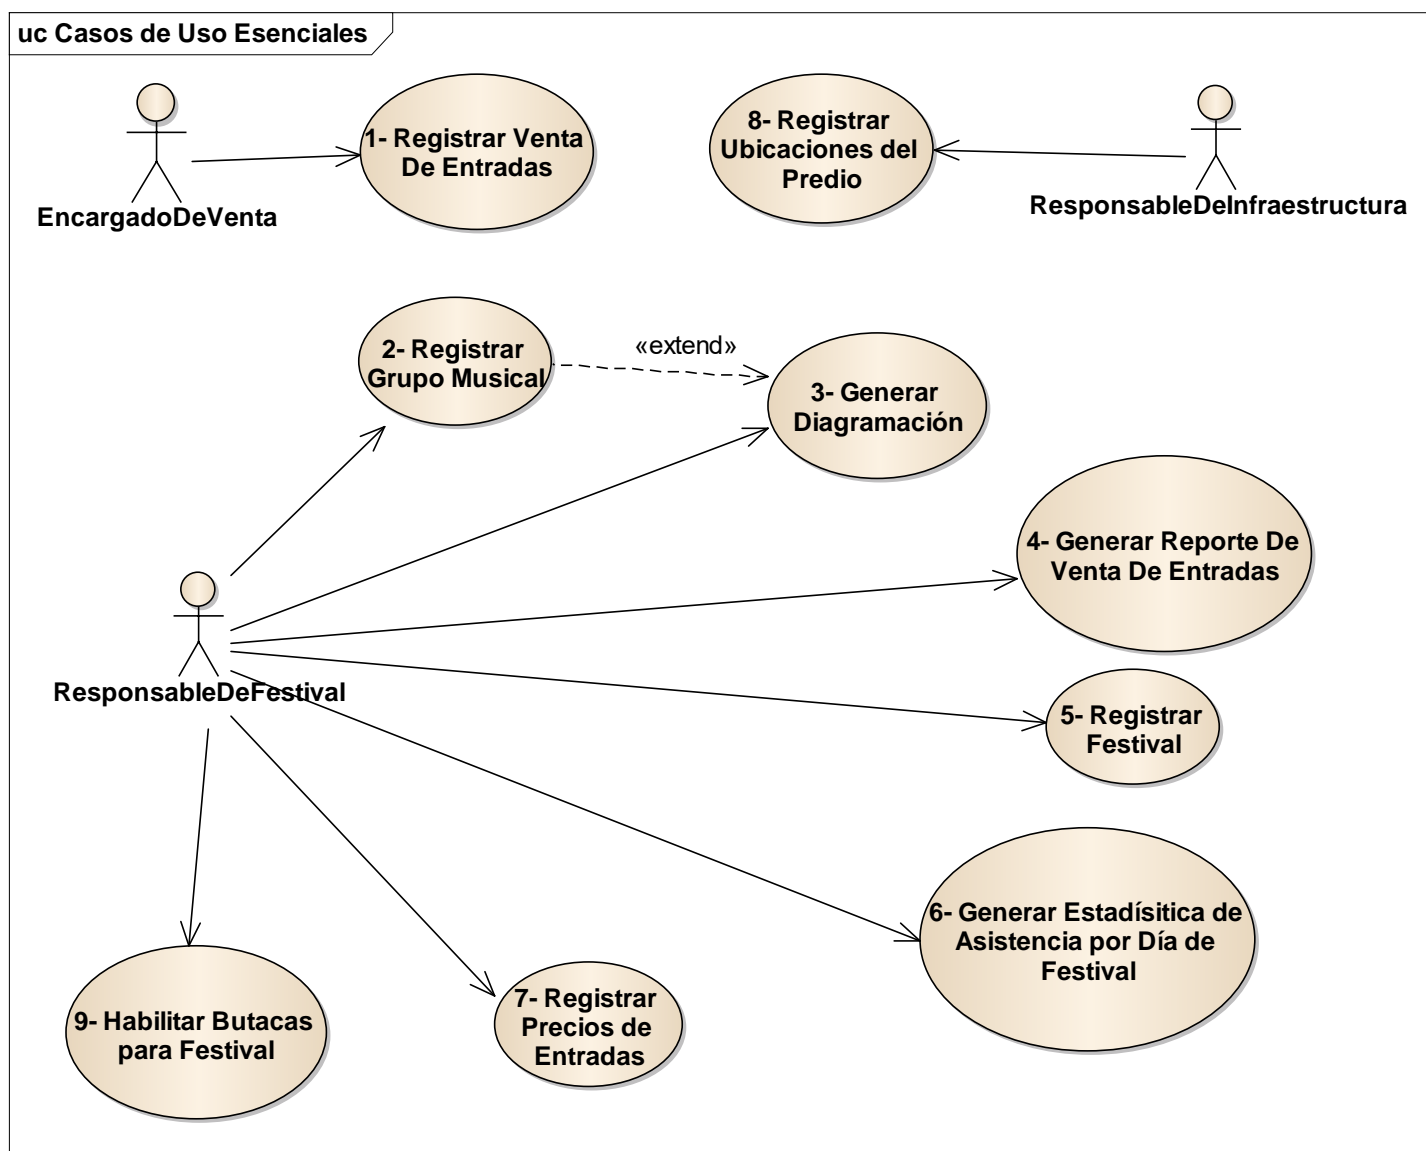 uc Casos de Uso Esenciales
1- Registrar Venta
De Entradas
EncargadoDeVenta
8- Registrar
Ubicaciones del
Predio
ResponsableDeInfraestructura
2- Registrar
Grupo Musical
«extend»
3- Generar
Diagramación
4- Generar Reporte De
Venta De Entradas
ResponsableDeFestival
5- Registrar
Festival
6- Generar Estadísitica de
Asistencia por Día de
Festival
7- Registrar
Precios de
Entradas
9- Habilitar Butacas
para Festival